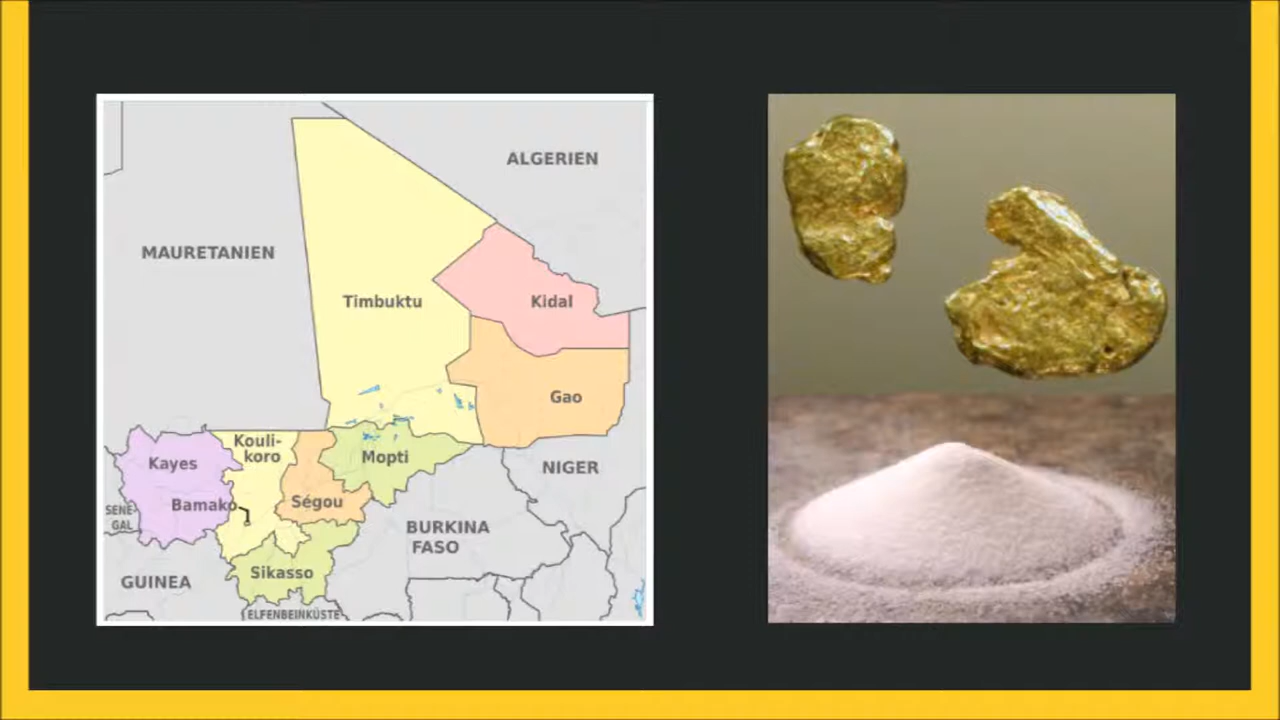 ALGERIEN
MAURETANIEN
Timbuktu
Kidal
Gao
Kouli-
koro
Mopti
Kayes
NIGER
Bamako
Ségou
SENE-
GAL
BURKINA
FASO
Sikasso
GUINEA
ELFENBEINKÜSTE